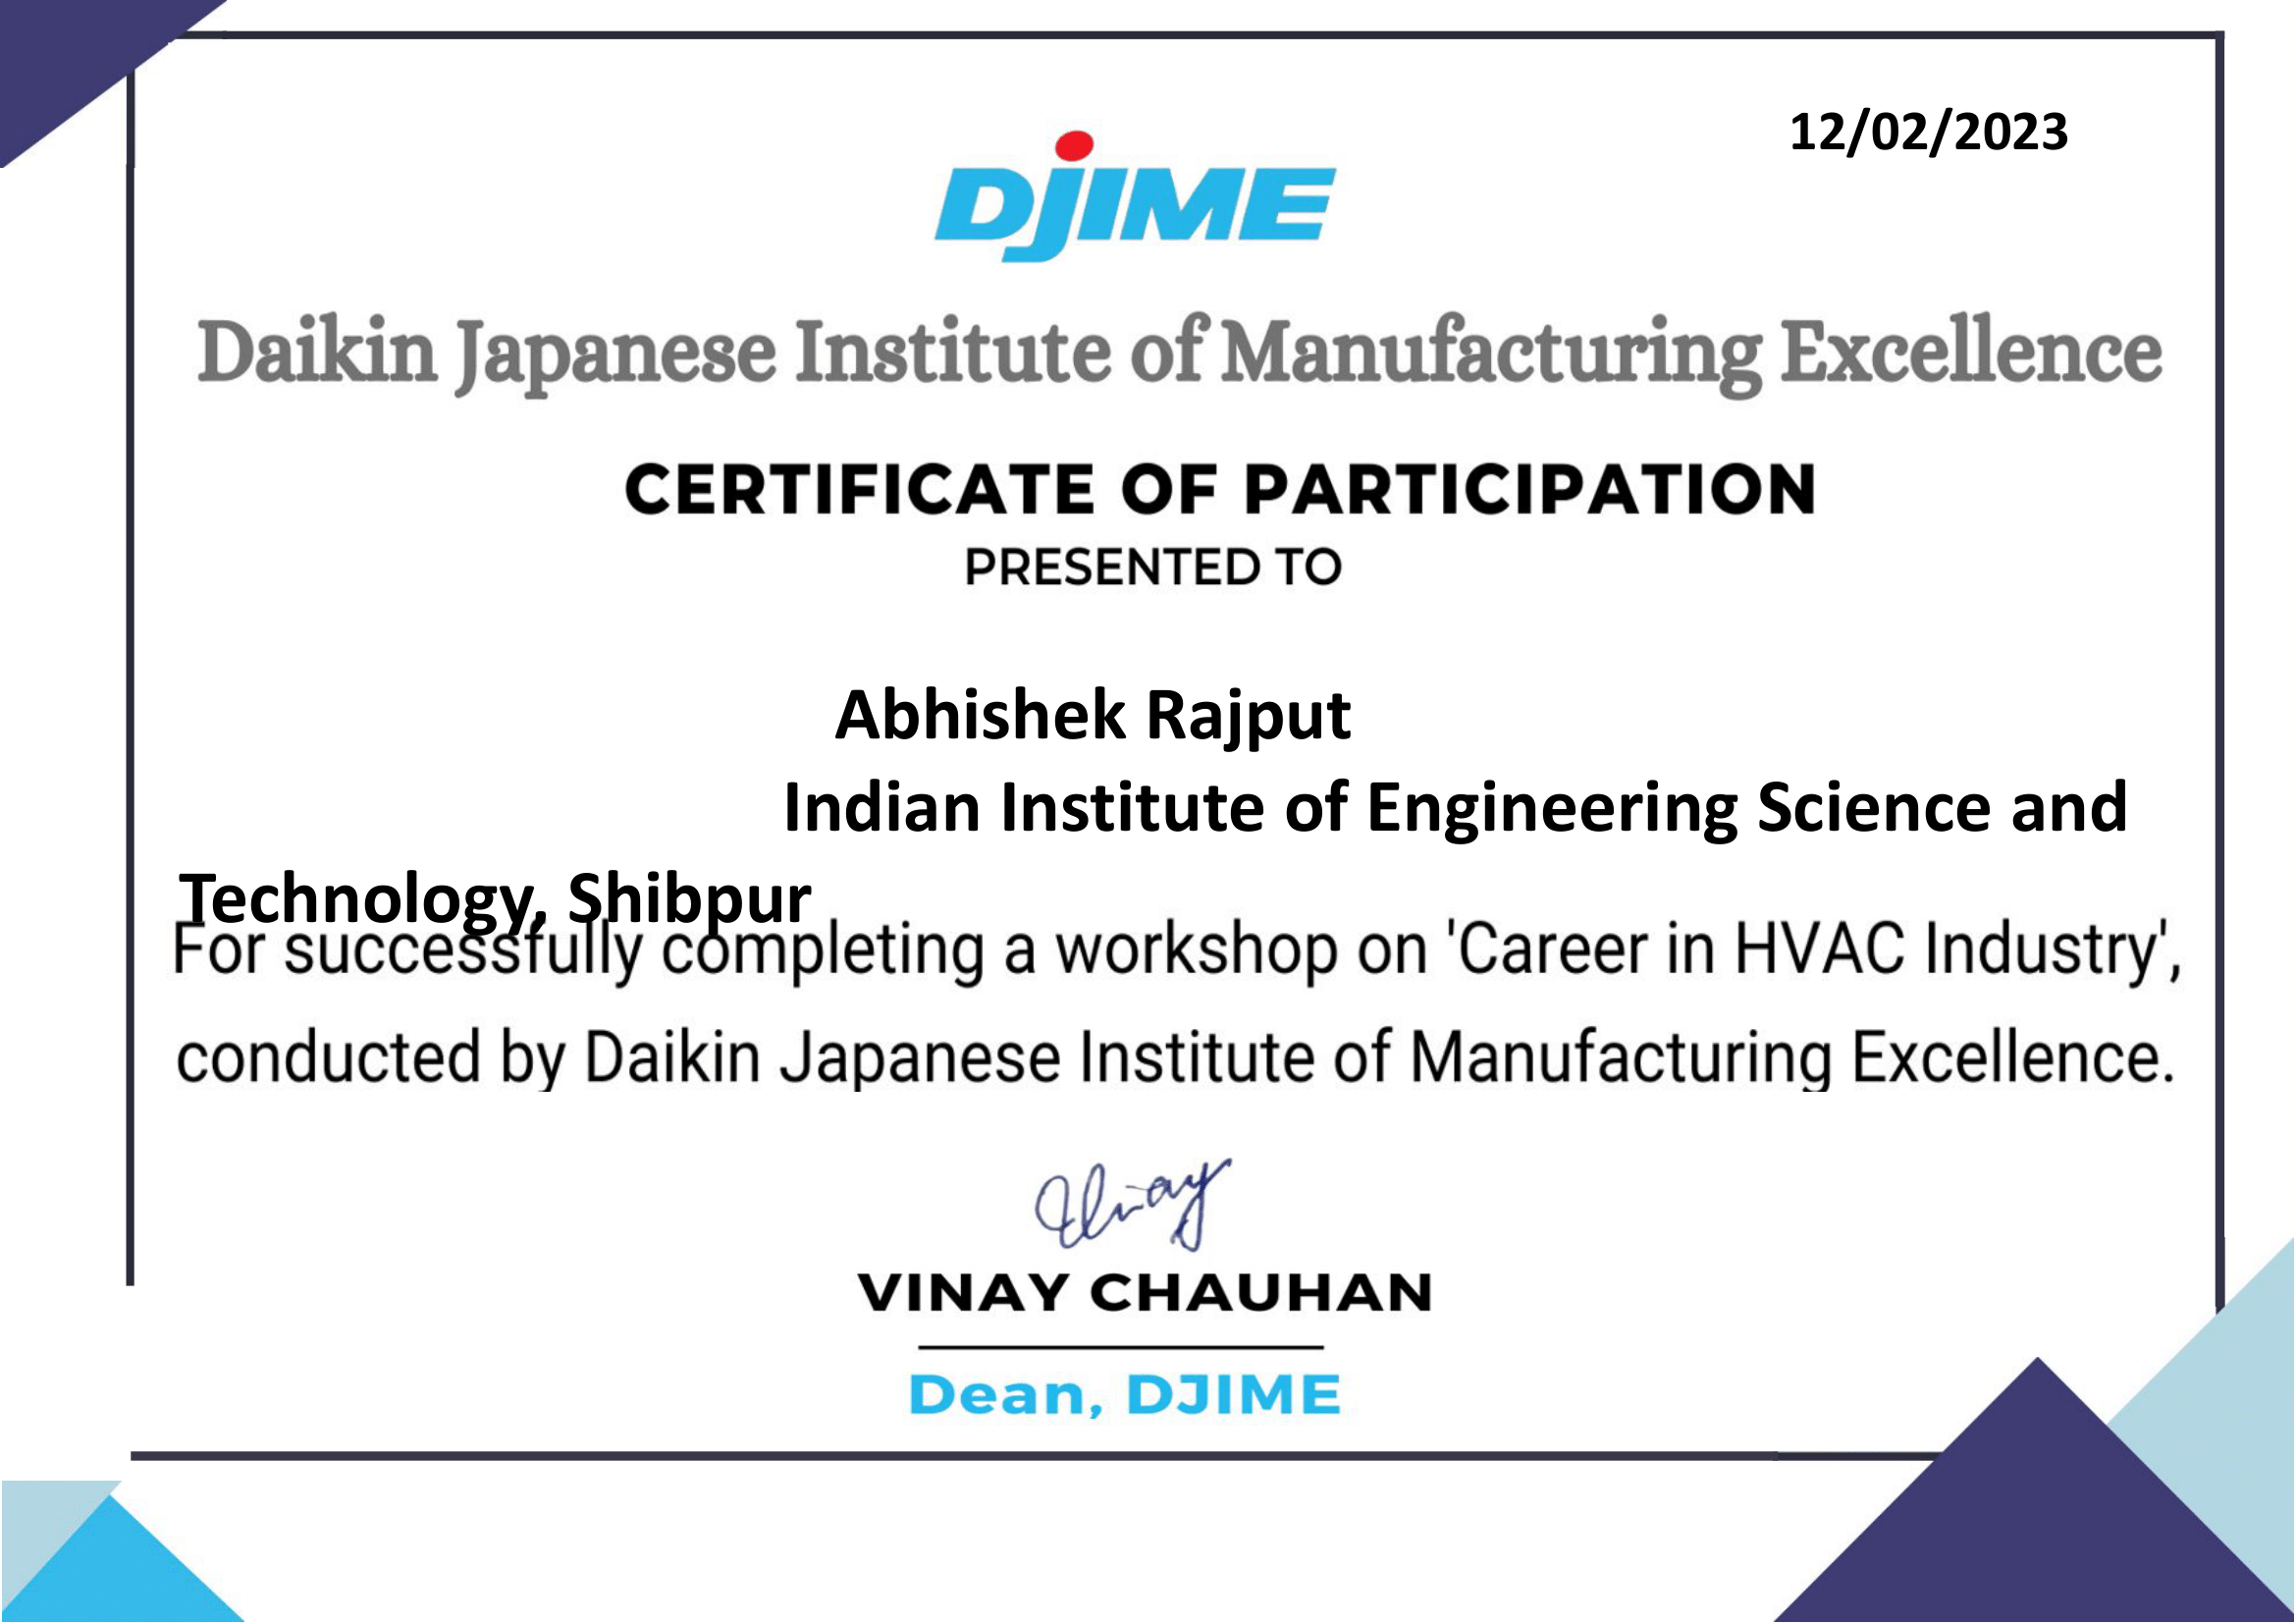 12/02/2023
DJIME
Daikin Japanese Institute of Manufacturing Excellence
CERTIFICATE OF PARTICIPATION
PRESENTED TO
Abhishek Rajput
Indian Institute of Engineering Science and
Technology, Shibpur
For successfully completing a workshop on 'Career in HVAC Industry',
conducted by Daikin Japanese Institute of Manufacturing Excellence.
Vinay
VINAY CHAUHAN
Dean, DJIME